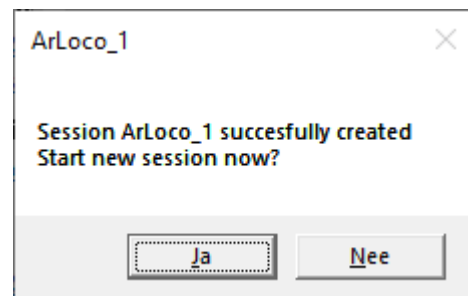 ArLoco_1
Session ArLoco_1 succesfully created
Start new session now?
Ja
Nee